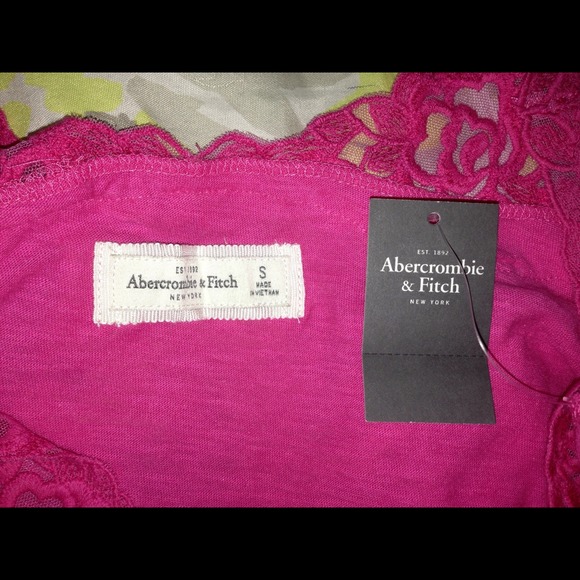 EST 1892
Abercrombie & Fitch
NEW YORK
S
MADE
IN VIETNAM
EST. 1892
Abercrombie
& Fitch
NEW YORK